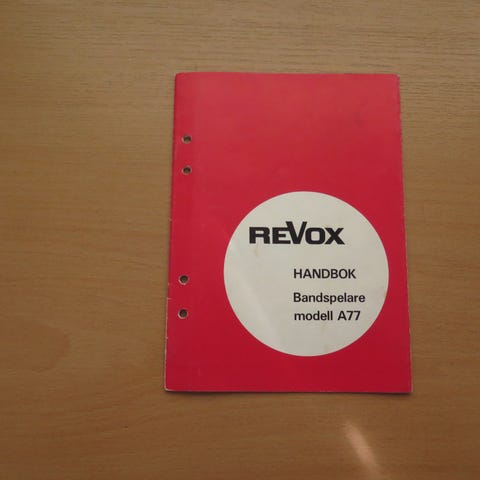 REVOX
HANDBOK
Bandspelare
modell A77